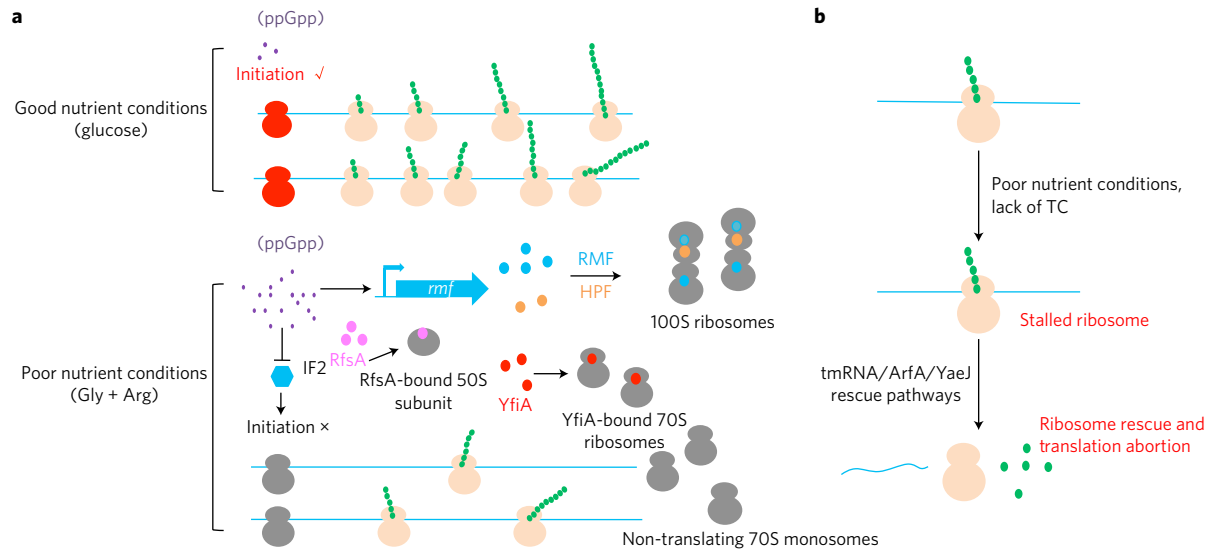 a
(ppGpp)
Initiation √
Good nutrient conditions
(glucose)
(ppGpp)
rmf
RMF
HPF
100S ribosomes
Poor nutrient conditions
(Gly + Arg)
IF2
RfsA
RfsA-bound 50S
subunit
YfiA
YfiA-bound 70S
ribosomes
Initiation ×
Non-translating 70S monosomes
b
Poor nutrient conditions,
lack of TC
Stalled ribosome
tmRNA/ArfA/YaeJ
rescue pathways
Ribosome rescue and
translation abortion